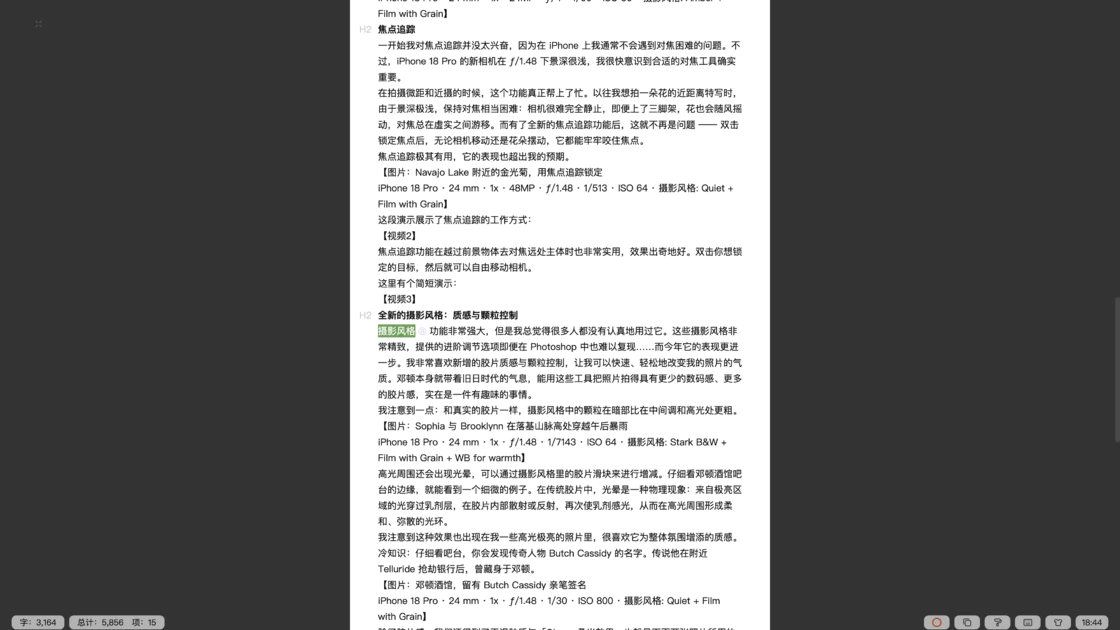 Film with Grain】
H2 焦点追踪
一开始我对焦点追踪并没太兴奋，因为在 iPhone 上我通常不会遇到对焦困难的问题。不
过，iPhone 18 Pro 的新相机在 ƒ/1.48 下景深很浅，我很快意识到合适的对焦工具确实
重要。
在拍摄微距和近摄的时候，这个功能真正帮上了忙。以往我想拍一朵花的近距离特写时，
由于景深极浅，保持对焦相当困难：相机很难完全静止，即便上了三脚架，花也会随风摇
动，对焦总在虚实之间游移。而有了全新的焦点追踪功能后，这就不再是问题 —— 双击
锁定焦点后，无论相机移动还是花朵摆动，它都能牢牢咬住焦点。
焦点追踪极其有用，它的表现也超出我的预期。
【图片：Navajo Lake 附近的金光菊，用焦点追踪锁定
iPhone 18 Pro · 24 mm · 1x · 48MP · ƒ/1.48 · 1/513 · ISO 64 · 摄影风格: Quiet +
Film with Grain】
这段演示展示了焦点追踪的工作方式：
【视频2】
焦点追踪功能在越过前景物体去对焦远处主体时也非常实用，效果出奇地好。双击你想锁
定的目标，然后就可以自由移动相机。
这里有个简短演示：
【视频3】
H2 全新的摄影风格：质感与颗粒控制
摄影风格 功能非常强大，但是我总觉得很多人都没有认真地用过它。这些摄影风格非
常精致，提供的进阶调节选项即便在 Photoshop 中也难以复现……而今年它的表现更进
一步。我非常喜欢新增的胶片质感与颗粒控制，让我可以快速、轻松地改变我的照片的气
质。邓顿本身就带着旧日时代的气息，能用这些工具把照片拍得具有更少的数码感、更多
的胶片感，实在是一件有趣味的事情。
我注意到一点：和真实的胶片一样，摄影风格中的颗粒在暗部比在中间调和高光处更粗。
【图片：Sophia 与 Brooklynn 在落基山脉高处穿越午后暴雨
iPhone 18 Pro · 24 mm · 1x · ƒ/1.48 · 1/7143 · ISO 64 · 摄影风格: Stark B&W +
Film with Grain + WB for warmth】
高光周围还会出现光晕，可以通过摄影风格里的胶片滑块来进行增减。仔细看邓顿酒馆吧
台的边缘，就能看到一个细微的例子。在传统胶片中，光晕是一种物理现象：来自极亮区
域的光穿过乳剂层，在胶片内部散射或反射，再次使乳剂感光，从而在高光周围形成柔
和、弥散的光环。
我注意到这种效果也出现在我一些高光极亮的照片里，很喜欢它为整体氛围增添的质感。
冷知识：仔细看吧台，你会发现传奇人物 Butch Cassidy 的名字。传说他在附近
Telluride 抢劫银行后，曾藏身于邓顿。
【图片：邓顿酒馆，留有 Butch Cassidy 亲笔签名
iPhone 18 Pro · 24 mm · 1x · ƒ/1.48 · 1/30 · ISO 800 · 摄影风格: Quiet + Film
with Grain】
字：3,164 总计：5,856 项：15 18:44